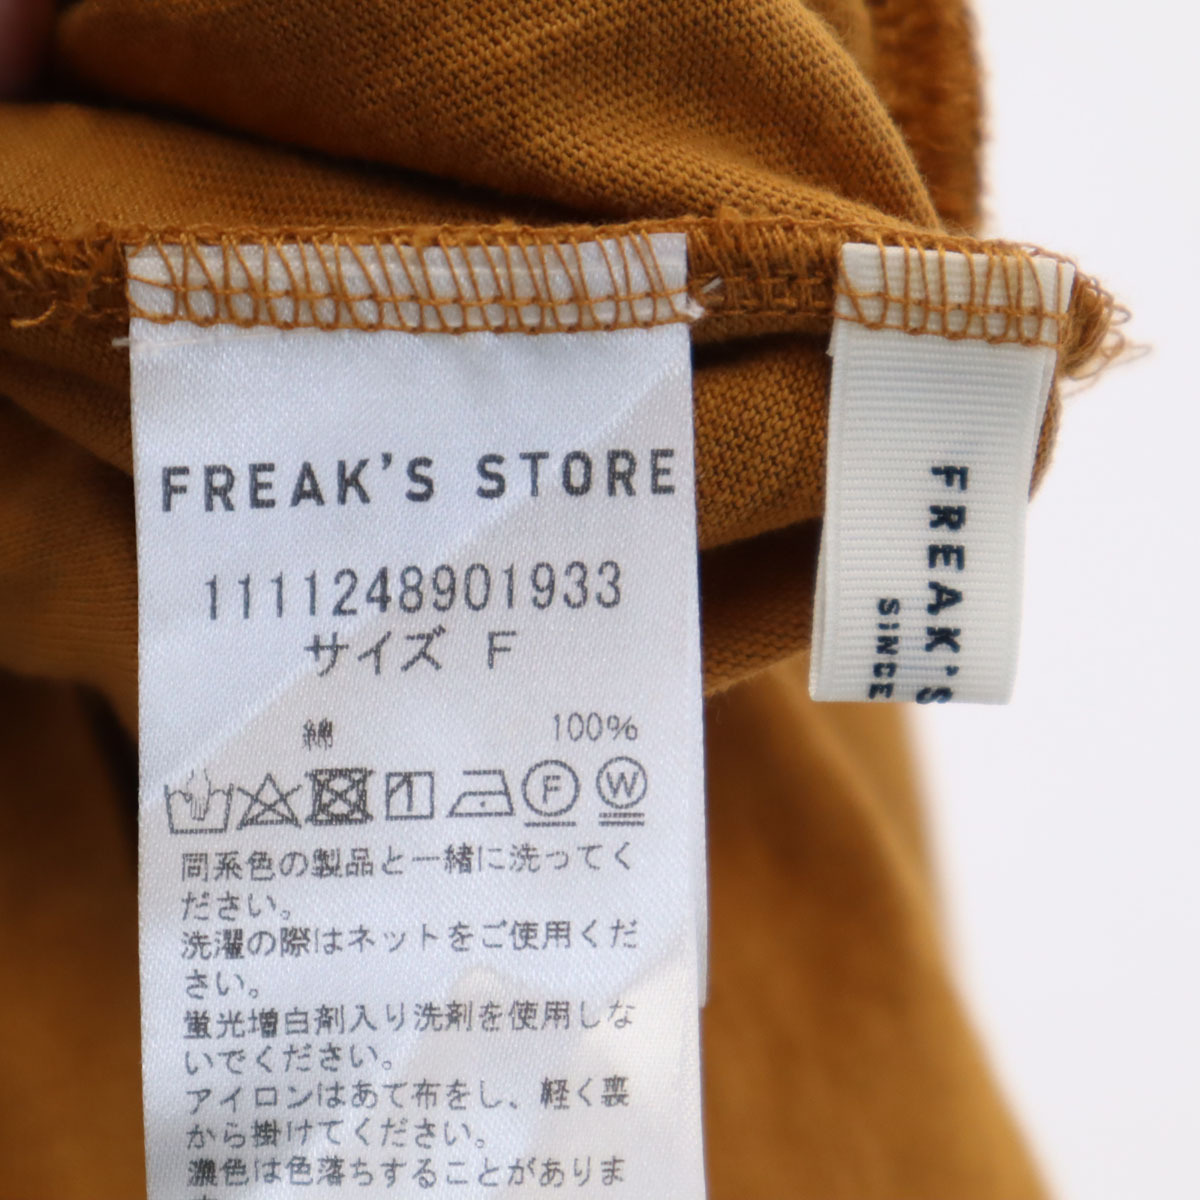 FREAK'S STORE
1111248901933
サイズ F
綿 100%
1 F W
同系色の製品と一緒に洗ってく
ださい。
洗濯の際はネットをご使用くだ
さい。
蛍光増白剤入り洗剤を使用しな
いでください。
アイロンはあて布をし、軽く裏
から掛けてください。
濃色は色落ちすることがありま
FREAK'S
SINCE